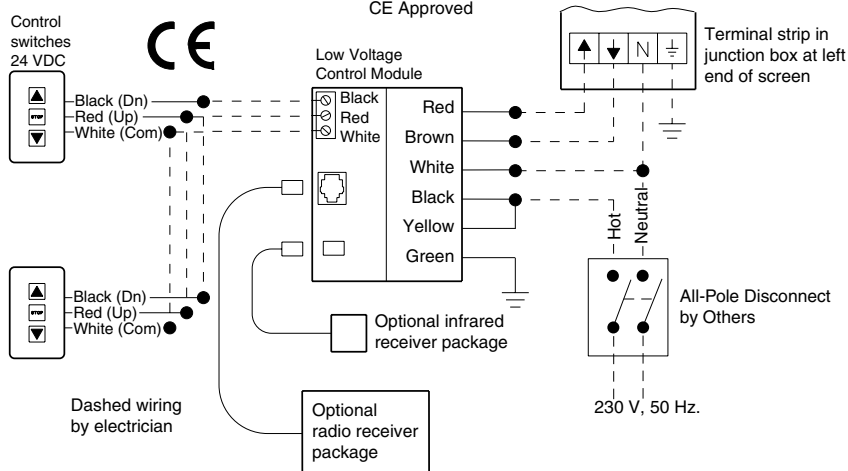 CE Approved
Control
switches
24 VDC
CE
Low Voltage
Control Module
N
Terminal strip in
junction box at left
end of screen
STOP
Black (Dn)
Red (Up)
White (Com)
Black
Red
White
Red
Brown
White
Black
Yellow
Green
Hot
Neutral
STOP
Black (Dn)
Red (Up)
White (Com)
Optional infrared
receiver package
All-Pole Disconnect
by Others
Dashed wiring
by electrician
Optional
radio receiver
package
230 V, 50 Hz.